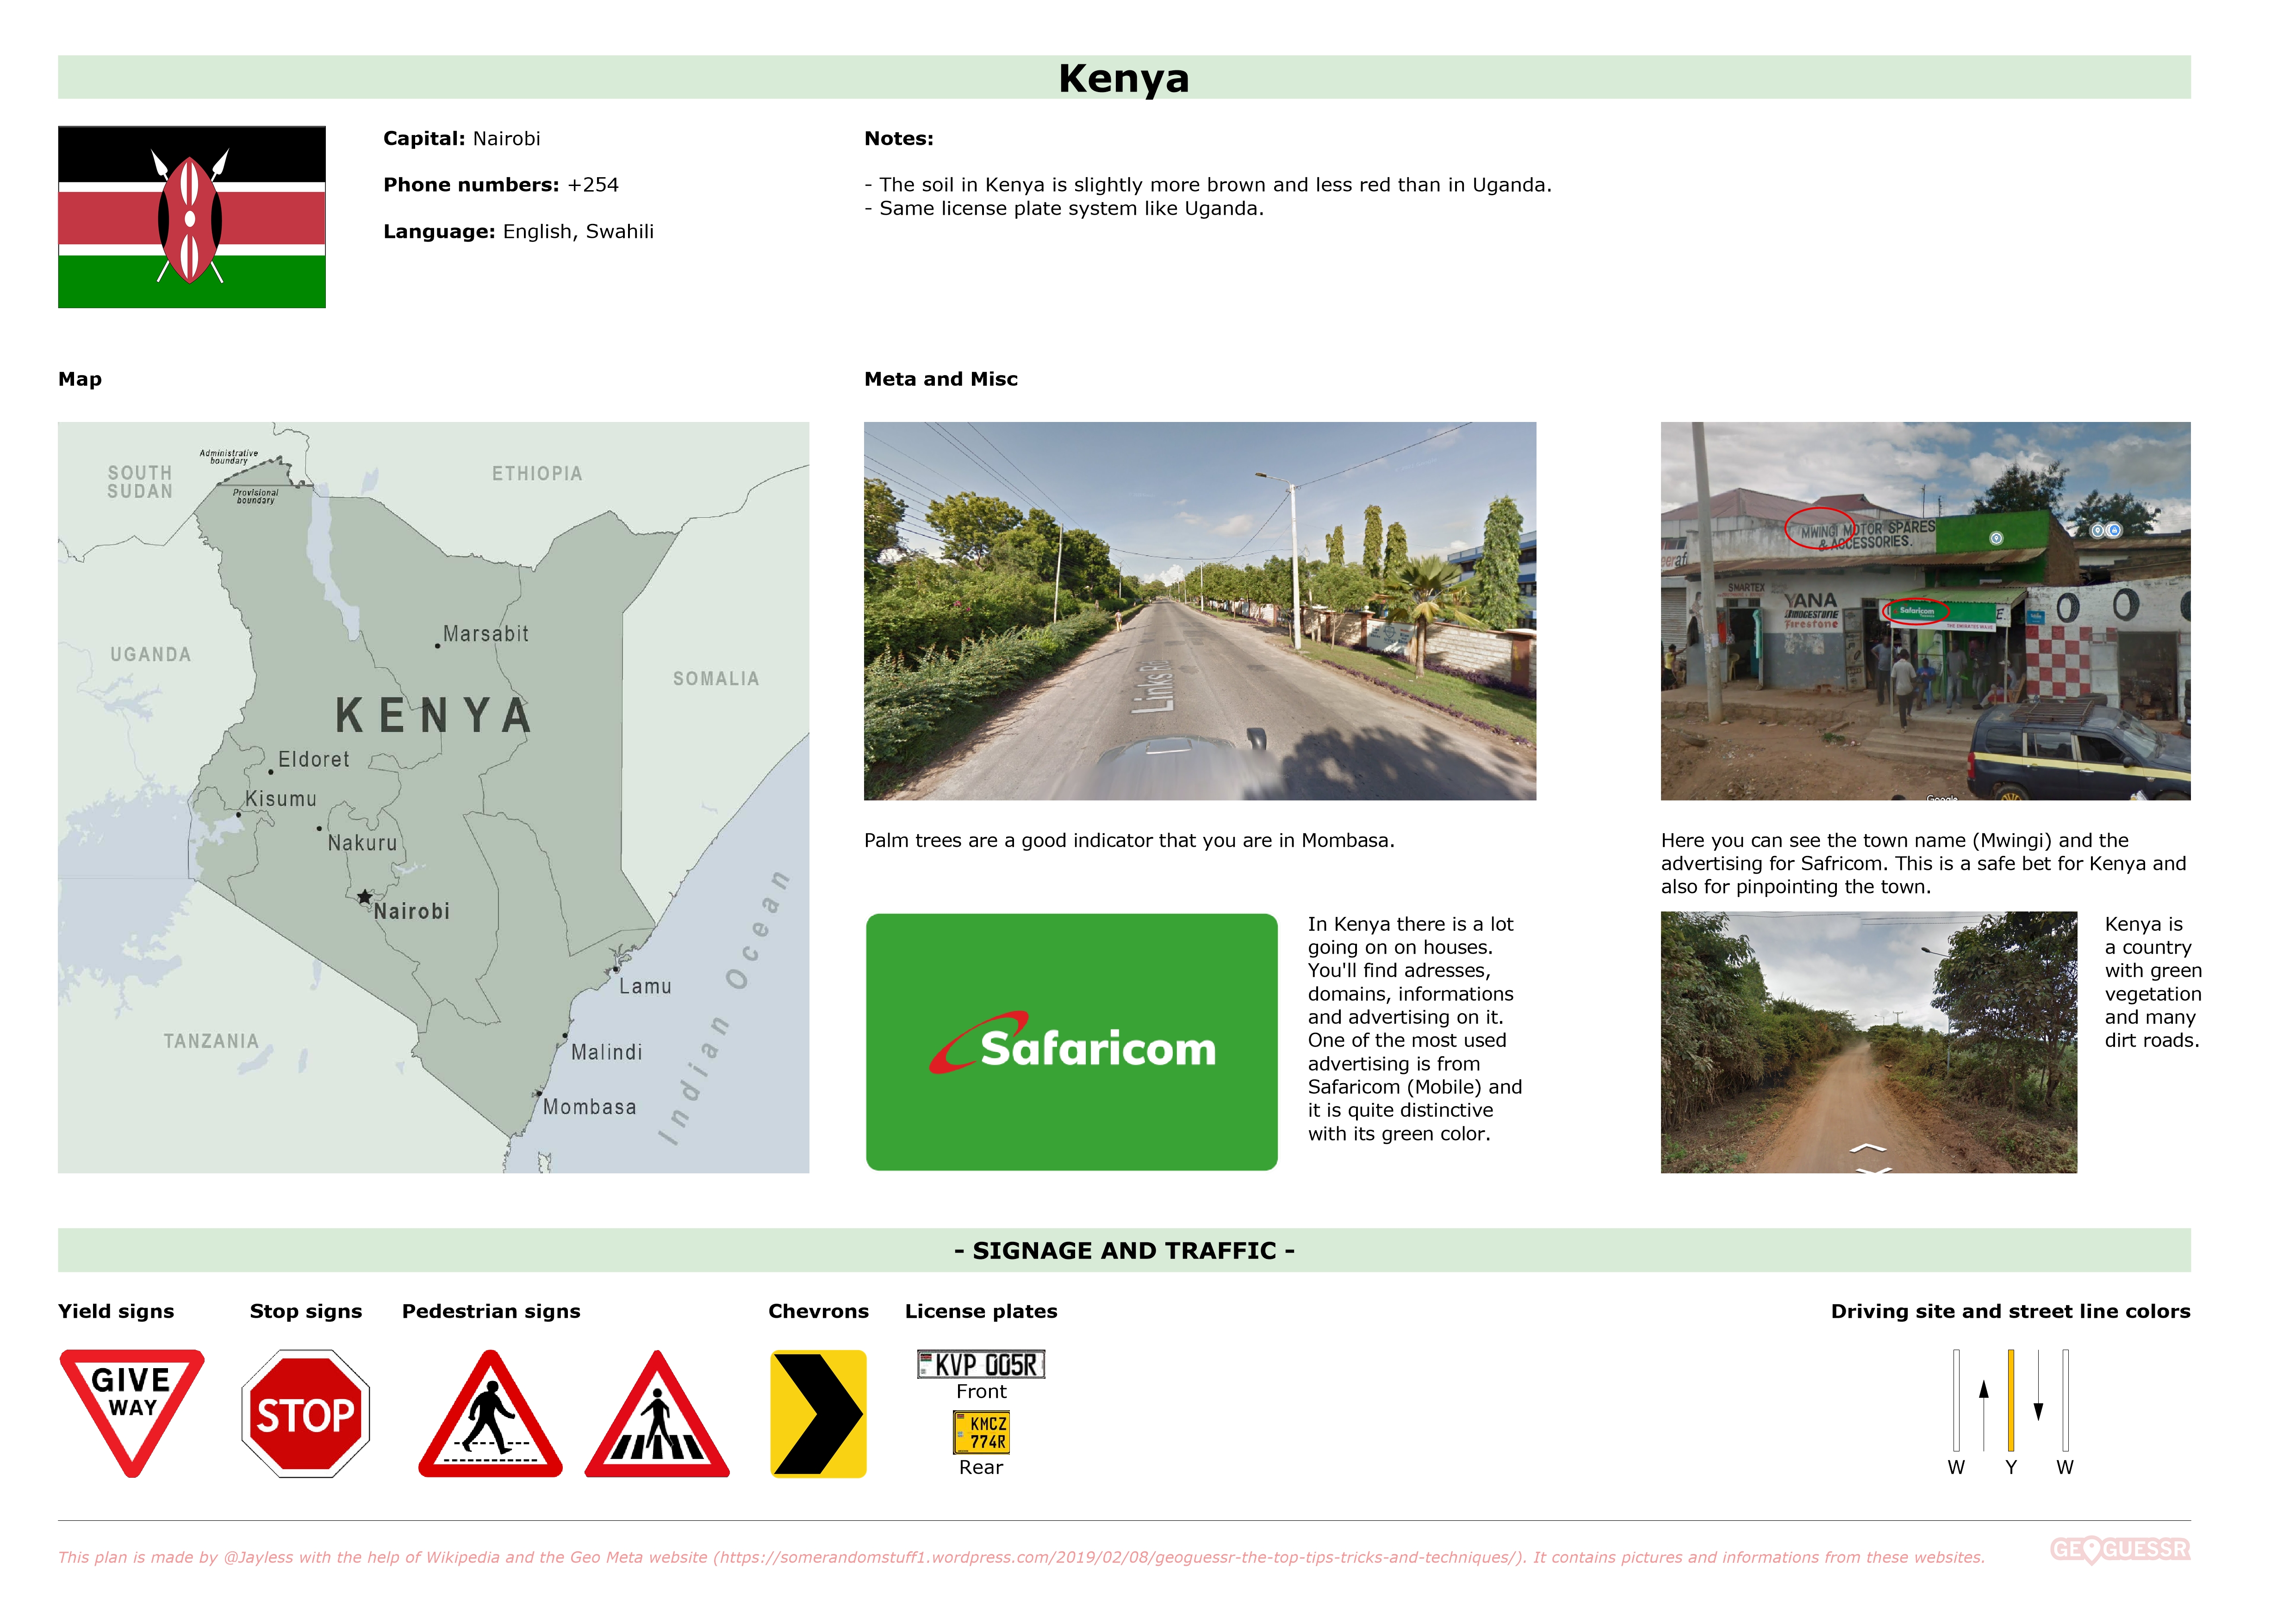 Kenya
Capital: Nairobi
Phone numbers: +254
Language: English, Swahili
Notes:
- The soil in Kenya is slightly more brown and less red than in Uganda.
- Same license plate system like Uganda.
Map
Administrative
boundary
Provisional
boundary
SOUTH
SUDAN
ETHIOPIA
UGANDA
Marsabit
SOMALIA
KENYA
Eldoret
Kisumu
Nakuru
Nairobi
Lamu
TANZANIA
Malindi
Mombasa
Indian Ocean
Meta and Misc
Links Rd
Palm trees are a good indicator that you are in Mombasa.
MWINGI MOTOR SPARES
& ACCESSORIES.
SMARTEX
YANA
BRIDGESTONE
Firestone
Safaricom
Google
Here you can see the town name (Mwingi) and the
advertising for Safricom. This is a safe bet for Kenya and
also for pinpointing the town.
Safaricom
In Kenya there is a lot
going on on houses.
You'll find adresses,
domains, informations
and advertising on it.
One of the most used
advertising is from
Safaricom (Mobile) and
it is quite distinctive
with its green color.
Kenya is
a country
with green
vegetation
and many
dirt roads.
- SIGNAGE AND TRAFFIC -
Yield signs
GIVE
WAY
Stop signs
STOP
Pedestrian signs
Chevrons
License plates
KVP 005R
Front
KMCZ
774R
Rear
Driving site and street line colors
W Y W
This plan is made by @Jayless with the help of Wikipedia and the Geo Meta website (https://somerandomstuff1.wordpress.com/2019/02/08/geoguessr-the-top-tips-tricks-and-techniques/). It contains pictures and informations from these websites.
GEOGUESSR